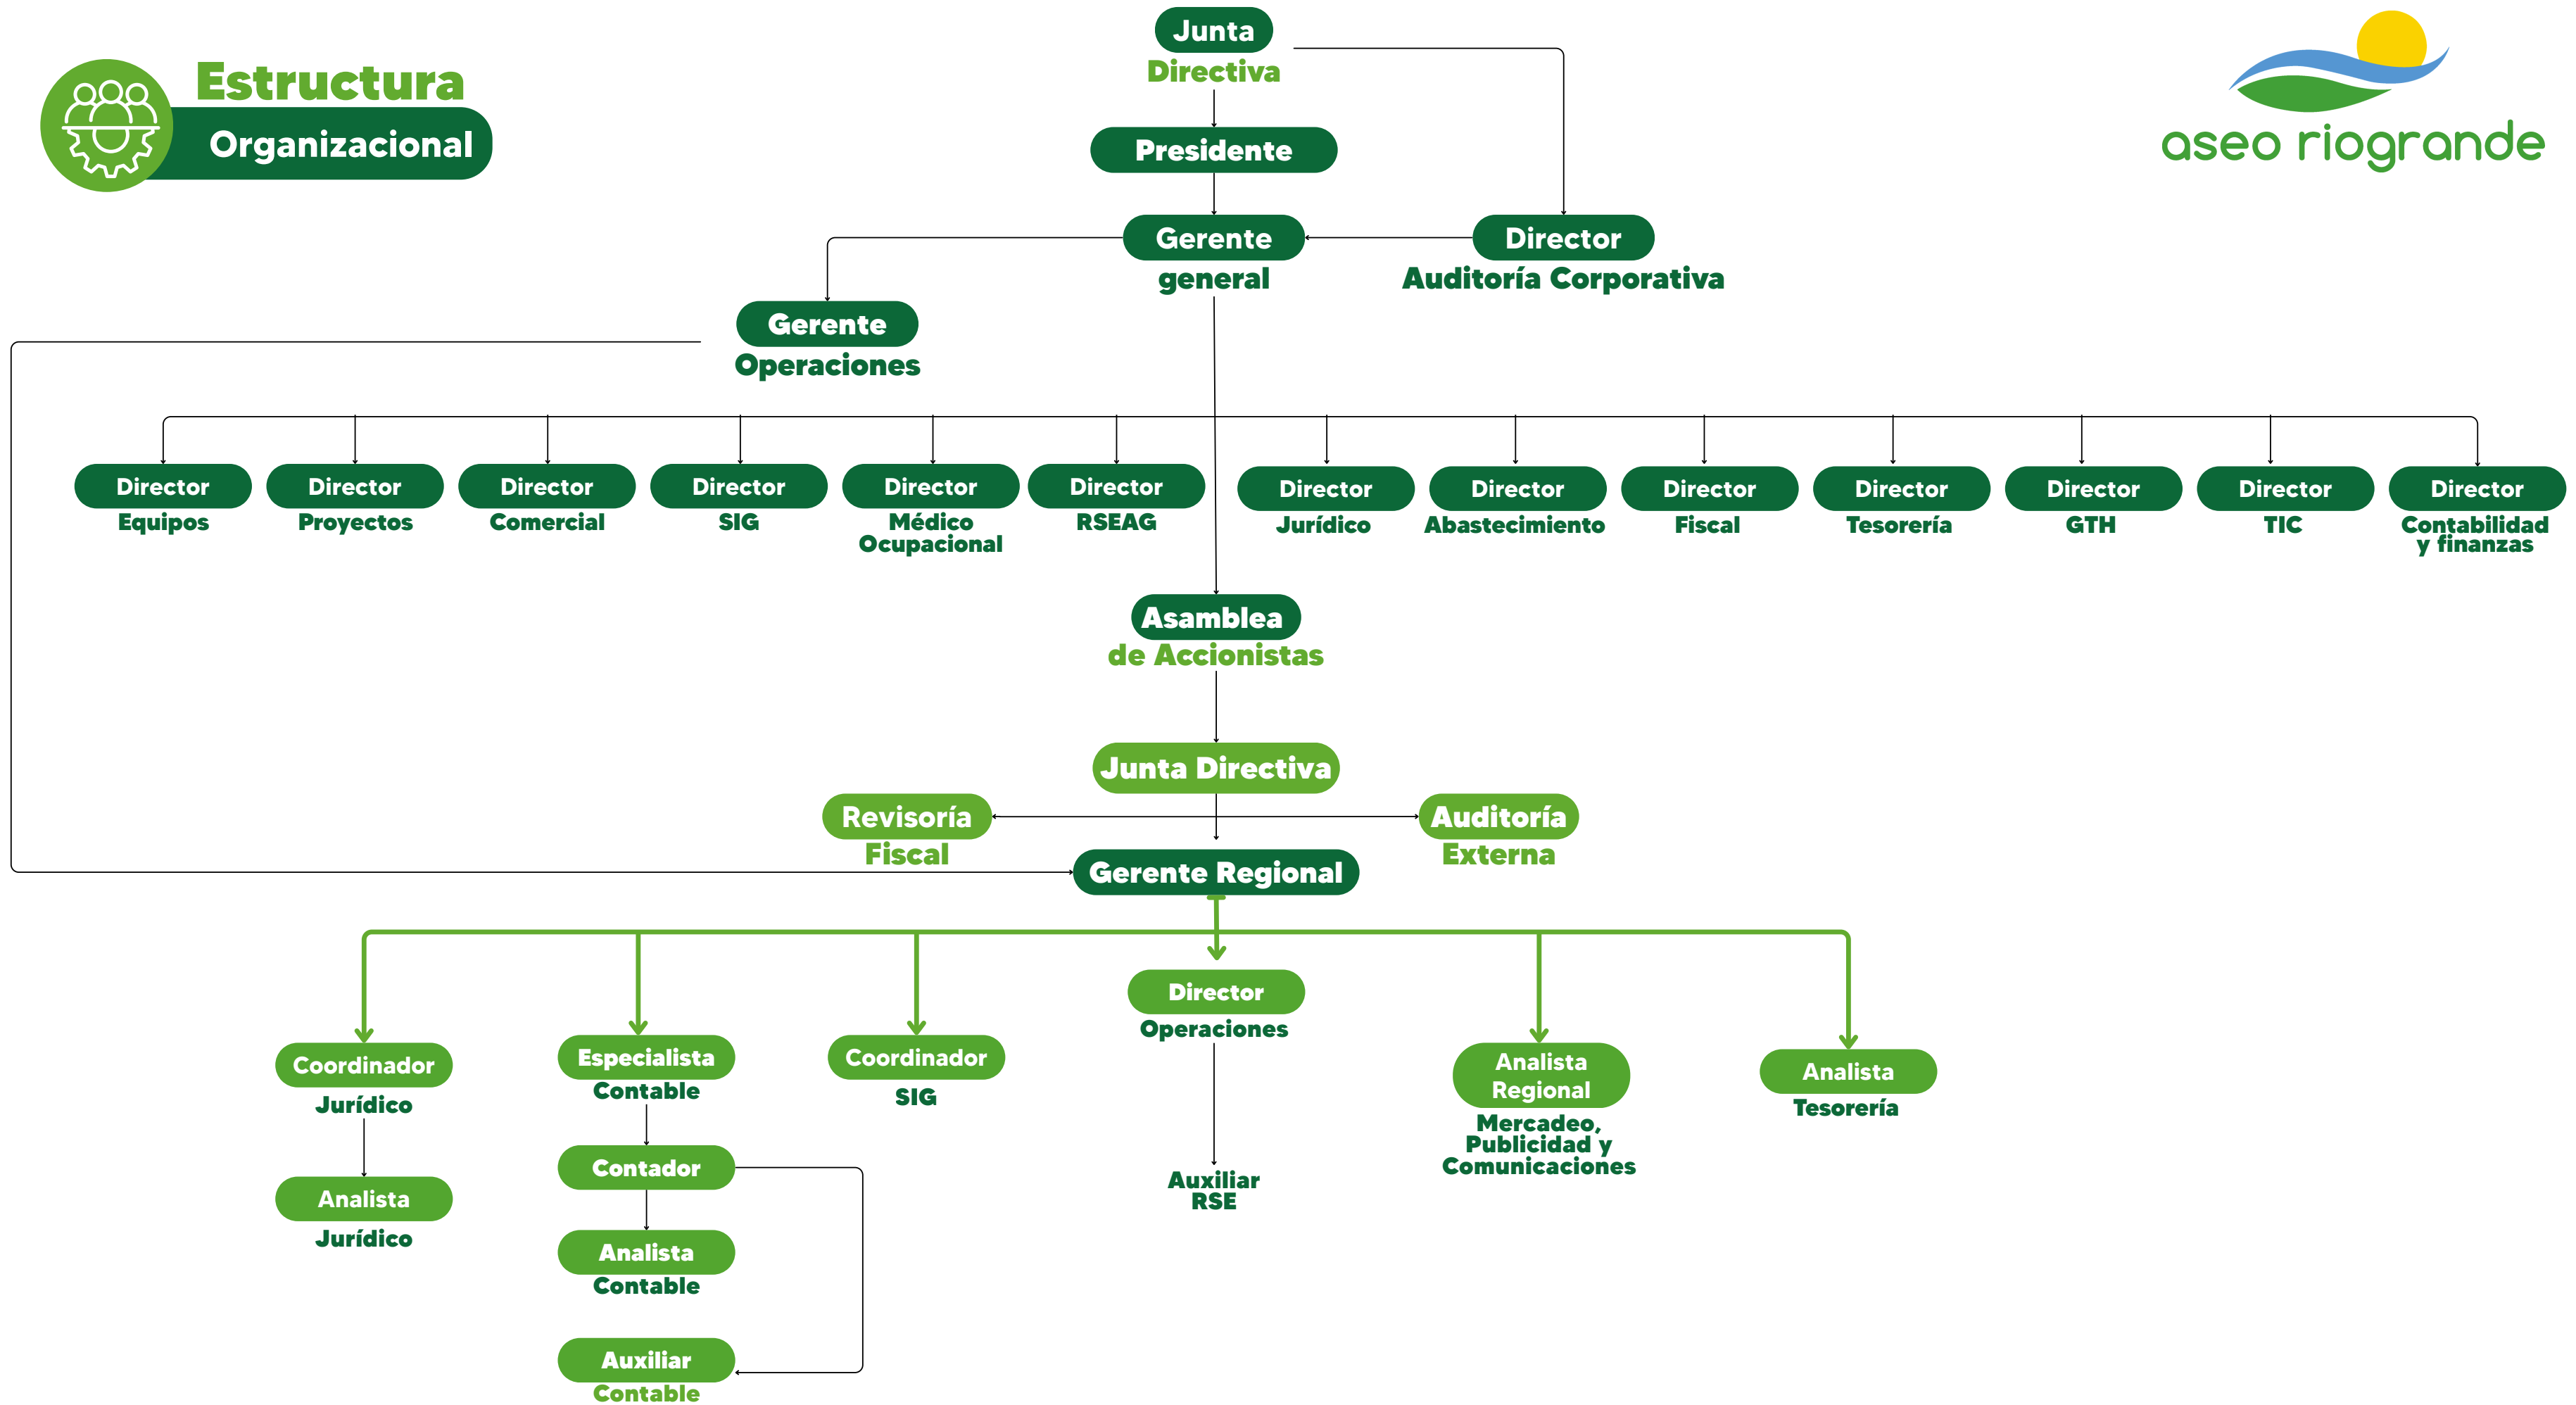 Estructura
Organizacional
aseo riogrande
Junta
Directiva
Presidente
Gerente
general
Director
Auditoría Corporativa
Gerente
Operaciones
Director
Equipos
Director
Proyectos
Director
Comercial
Director
SIG
Director
Médico
Ocupacional
Director
RSEAG
Director
Jurídico
Director
Abastecimiento
Director
Fiscal
Director
Tesorería
Director
GTH
Director
TIC
Director
Contabilidad
y finanzas
Asamblea
de Accionistas
Junta Directiva
Revisoría
Fiscal
Auditoría
Externa
Gerente Regional
Coordinador
Jurídico
Analista
Jurídico
Especialista
Contable
Contador
Analista
Contable
Auxiliar
Contable
Coordinador
SIG
Director
Operaciones
Auxiliar
RSE
Analista
Regional
Mercadeo,
Publicidad y
Comunicaciones
Analista
Tesorería